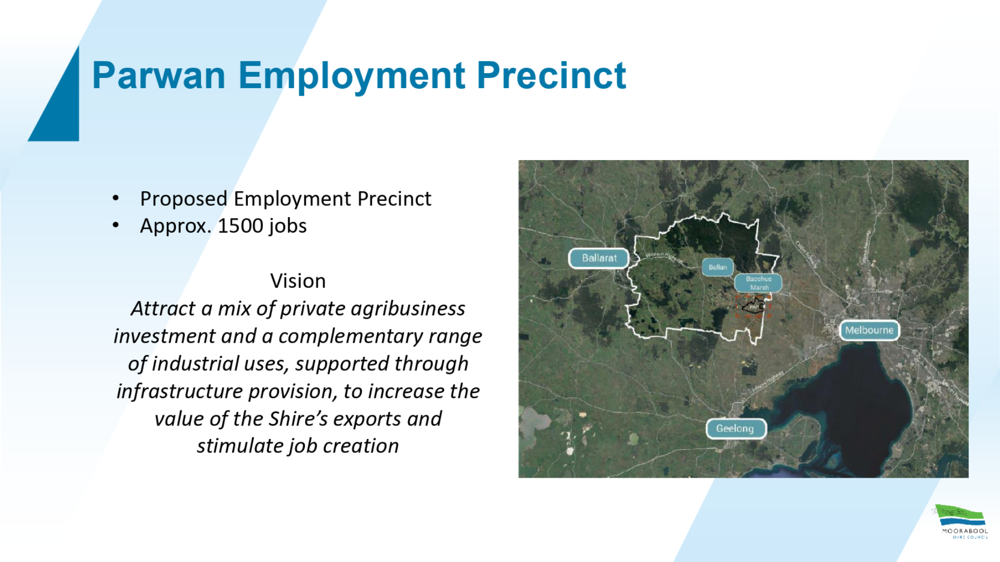 Parwan Employment Precinct
• Proposed Employment Precinct
• Approx. 1500 jobs
Vision
Attract a mix of private agribusiness
investment and a complementary range
of industrial uses, supported through
infrastructure provision, to increase the
value of the Shire’s exports and
stimulate job creation
Ballarat
Western Highway
Ballan
Bacchus
Marsh
Calder Freeway
Hume Freeway
Melbourne
Princes Highway
Geelong
MOORABOOL
SHIRE COUNCIL